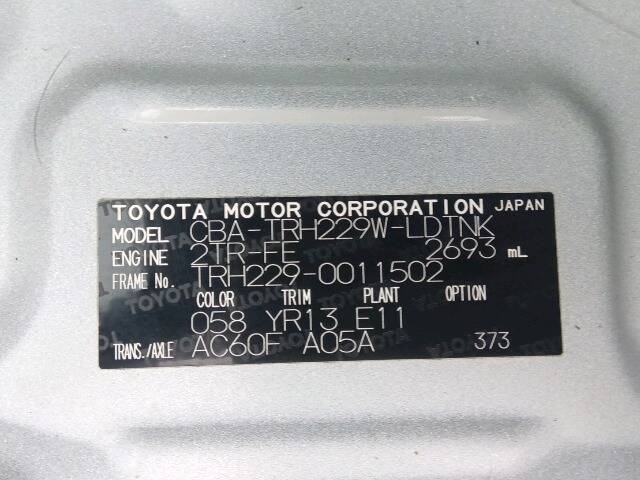 TOYOTA MOTOR CORPORATION JAPAN
MODEL CBA-TRH229W-LDTNK
ENGINE 2TR-FE 2693 mL
FRAME No. TRH229-0011502
COLOR TRIM PLANT OPTION
058 YR13 E11
TRANS./AXLE AC60F A05A 373